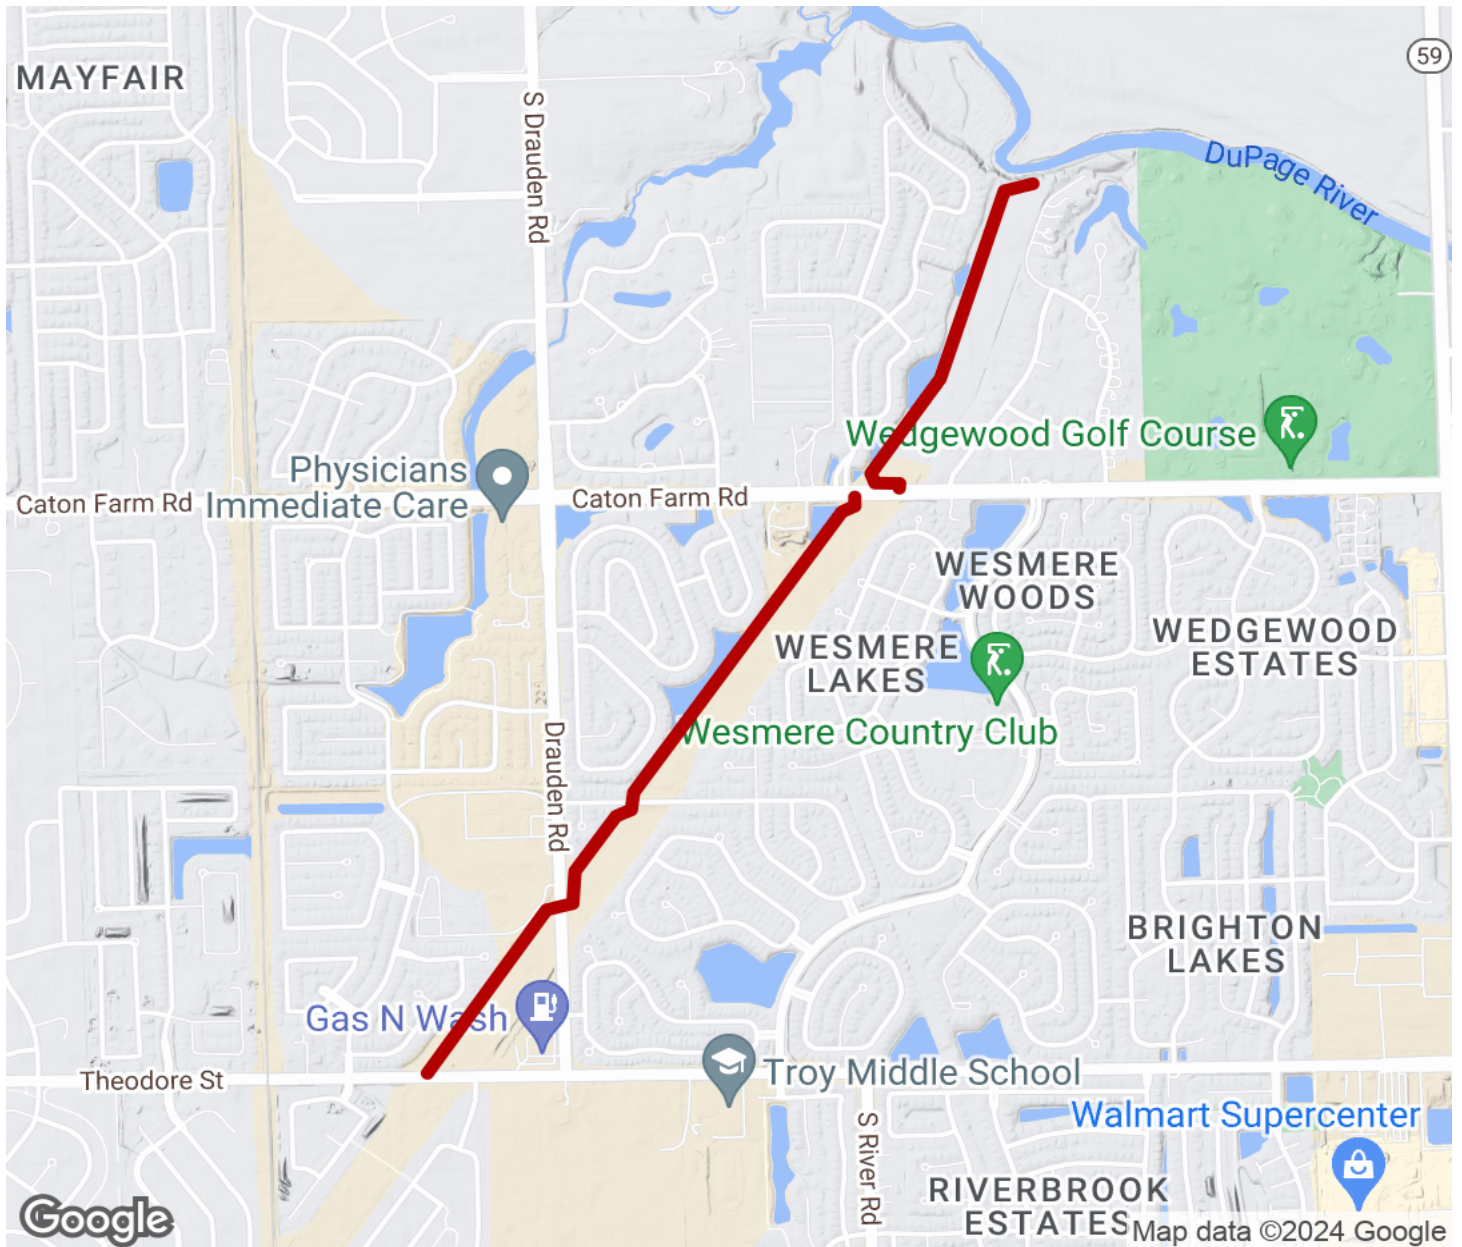 MAYFAIR
59
S Drauden Rd
DuPage River
Wedgewood Golf Course
Physicians
Immediate Care
Caton Farm Rd
Caton Farm Rd
WESMERE
WOODS
WESMERE
LAKES
WEDGEWOOD
ESTATES
Wesmere Country Club
Drauden Rd
BRIGHTON
LAKES
Gas N Wash
Theodore St
Troy Middle School
Walmart Supercenter
S River Rd
RIVERBROOK
ESTATES
Google
Map data ©2024 Google